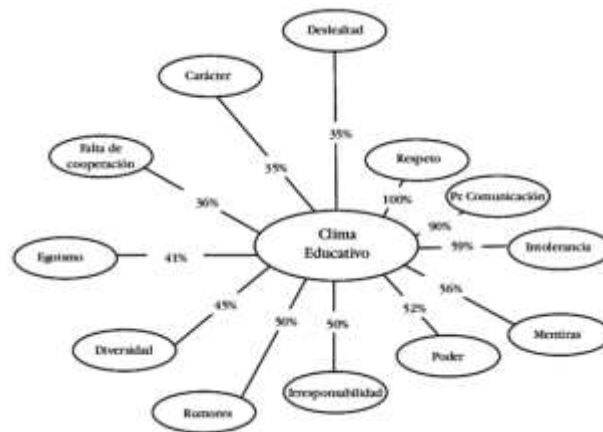 Deslealtad
Carácter
35%
Respeto
Falta de
cooperación
35%
100%
Pr Comunicación
36%
90%
Clima
Educativo
59%
Intolerancia
Egoísmo
41%
56%
45%
52%
Mentiras
50%
50%
Diversidad
Poder
Irresponsabilidad
Rumores